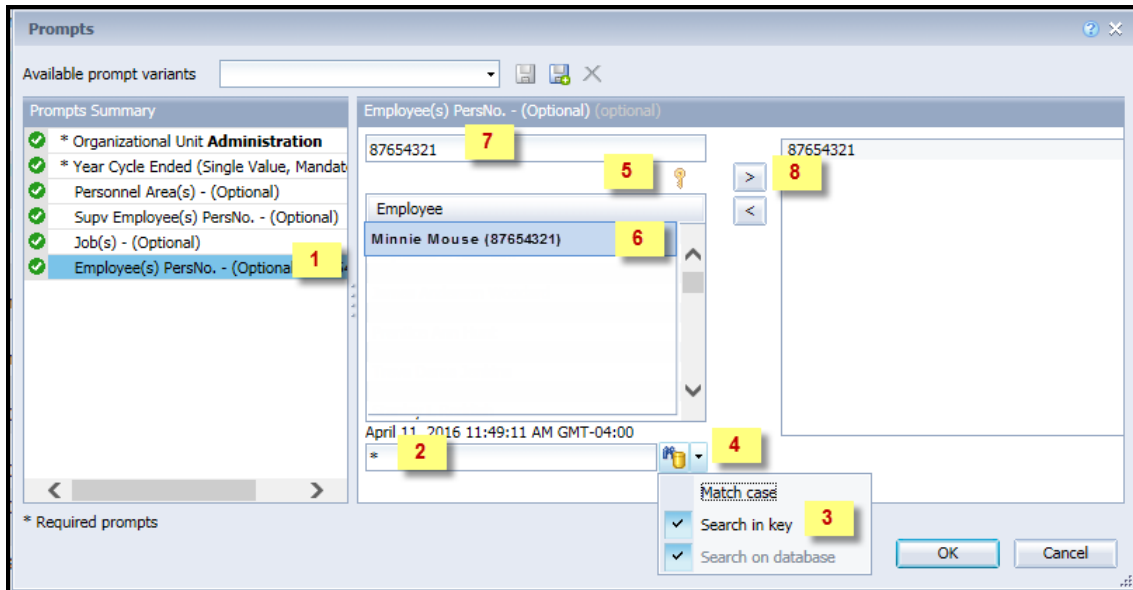 Prompts
Available prompt variants
Prompts Summary
* Organizational Unit Administration
* Year Cycle Ended (Single Value, Mandat
Personnel Area(s) - (Optional)
Supv Employee(s) PersNo. - (Optional)
Job(s) - (Optional)
Employee(s) PersNo. - (Optiona
1
* Required prompts
Employee(s) PersNo. - (Optional) (optional)
87654321
7
5
Employee
Minnie Mouse (87654321)
6
April 11, 2016 11:49:11 AM GMT-04:00
*
2
4
Match case
Search in key
3
Search on database
>
8
<
87654321
OK
Cancel